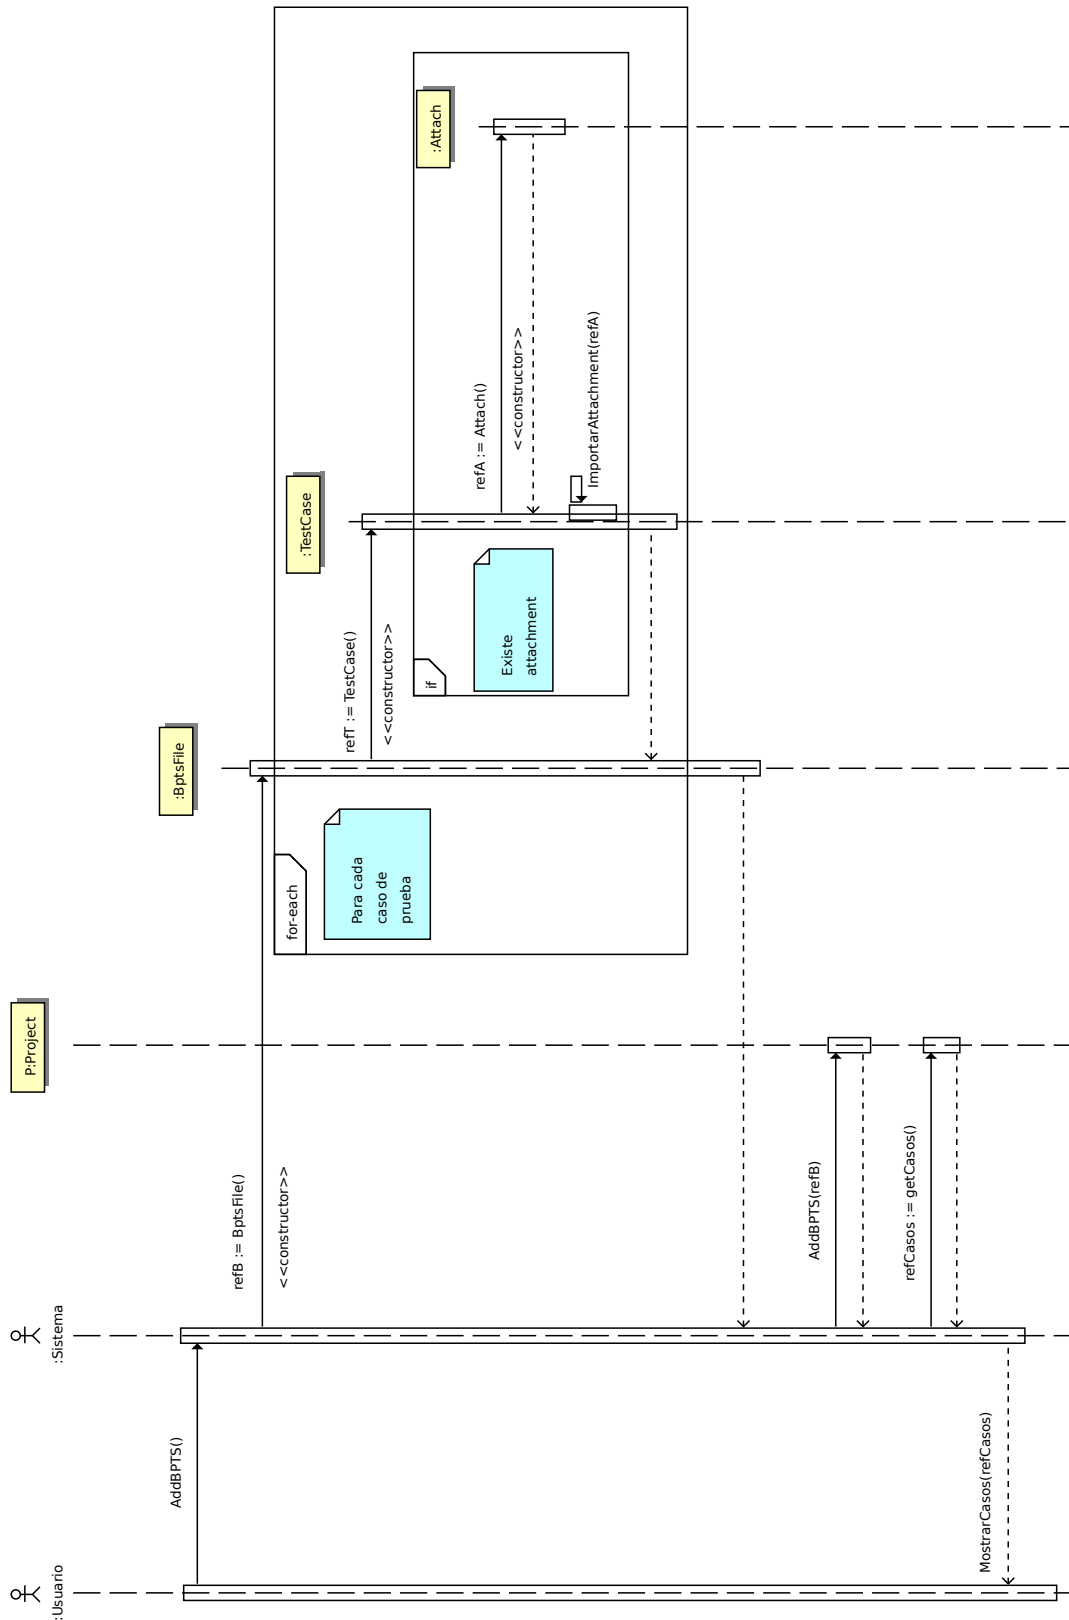 :Usuario
:Sistema
P:Project
:BptsFile
:TestCase
:Attach
AddBPTS()
refB := BptsFile()
<<constructor>>
for-each
Para cada
caso de
prueba
refT := TestCase()
<<constructor>>
if
Existe
attachment
refA := Attach()
<<constructor>>
ImportarAttachment(refA)
AddBPTS(refB)
refCasos := getCasos()
MostrarCasos(refCasos)